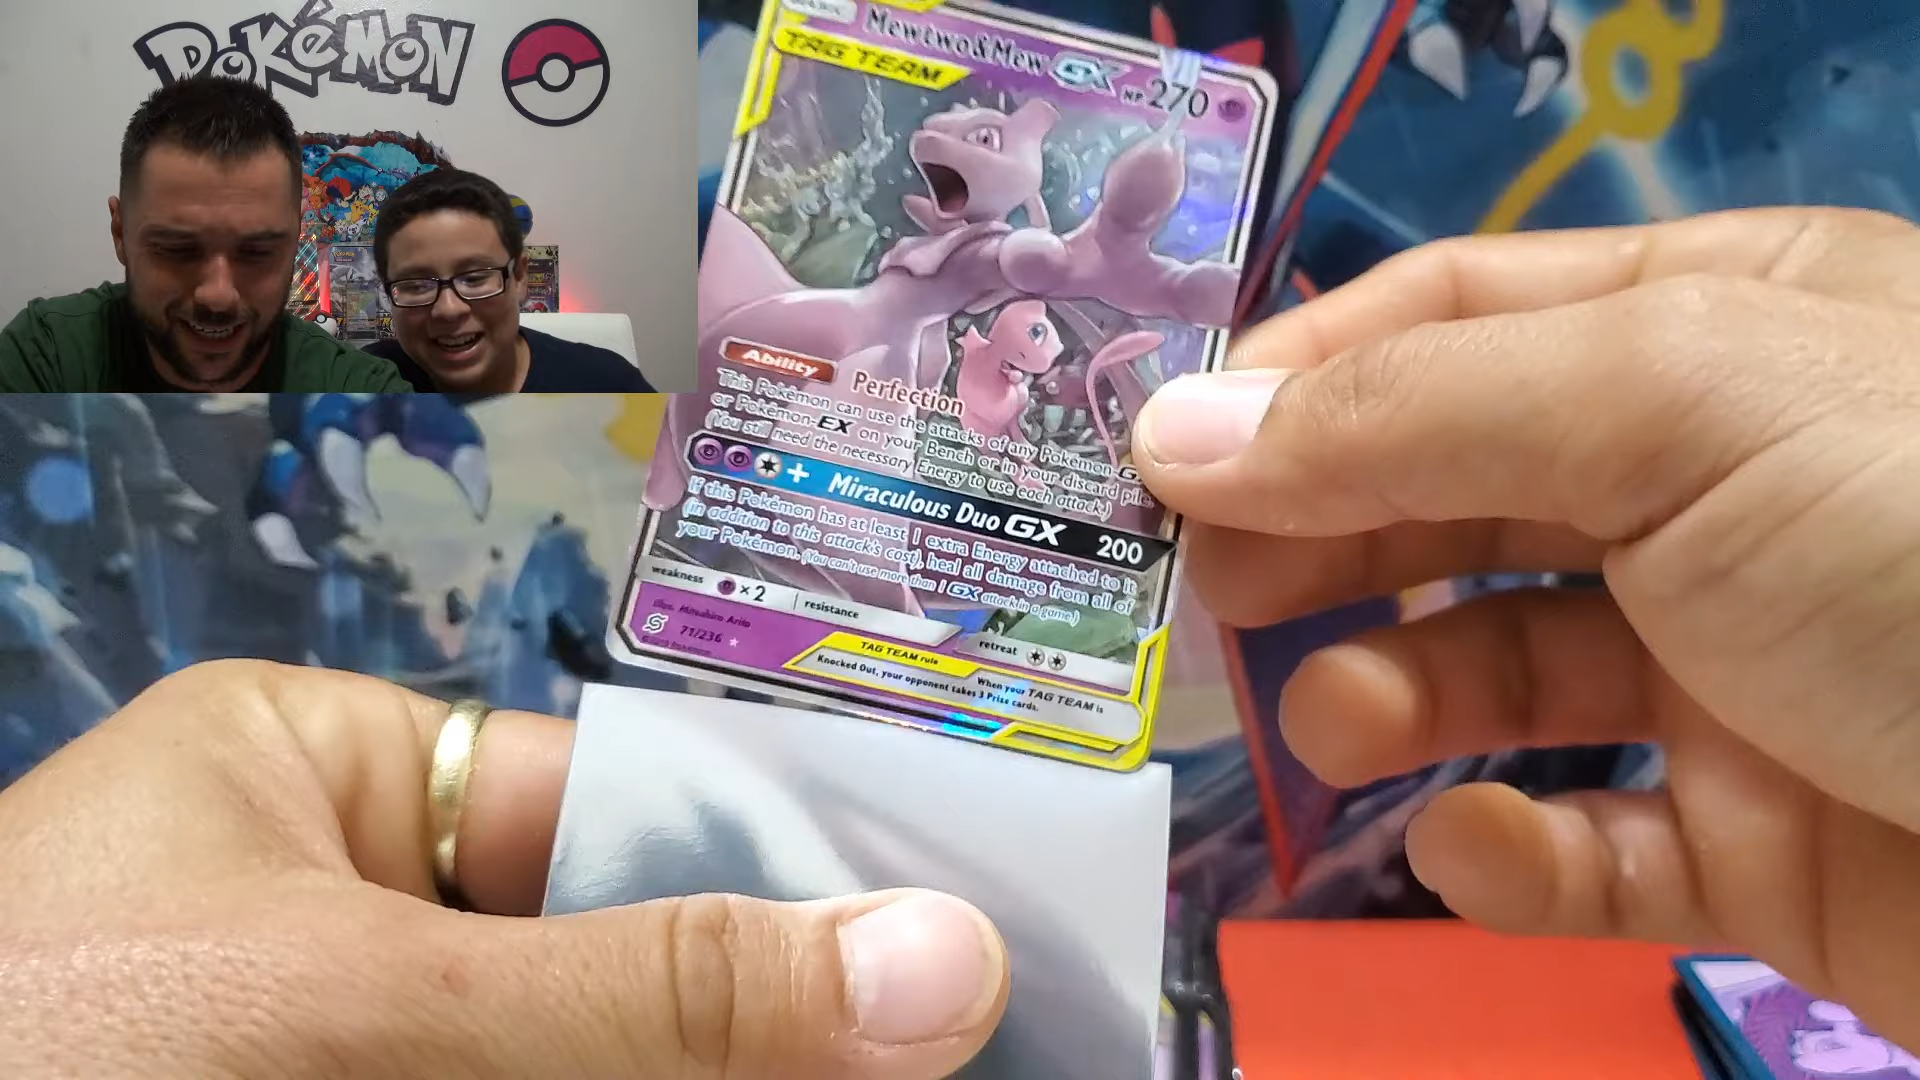 POKéMON
Mewtwo&Mew GX HP 270
TAG TEAM
Ability Perfection
This Pokémon can use the attacks of any Pokémon-G
or Pokémon-EX on your Bench or in your discard pile.
(You still need the necessary Energy to use each attack.)
+ Miraculous Duo GX 200
If this Pokémon has at least 1 extra Energy attached to it
(in addition to this attack's cost), heal all damage from all of
your Pokémon. (You can't use more than 1 GX attack in a game.)
weakness ×2 resistance
retreat
illus. Mitsuhiro Arita
71/236
TAG TEAM rule
When your TAG TEAM is
Knocked Out, your opponent takes 3 Prize cards.